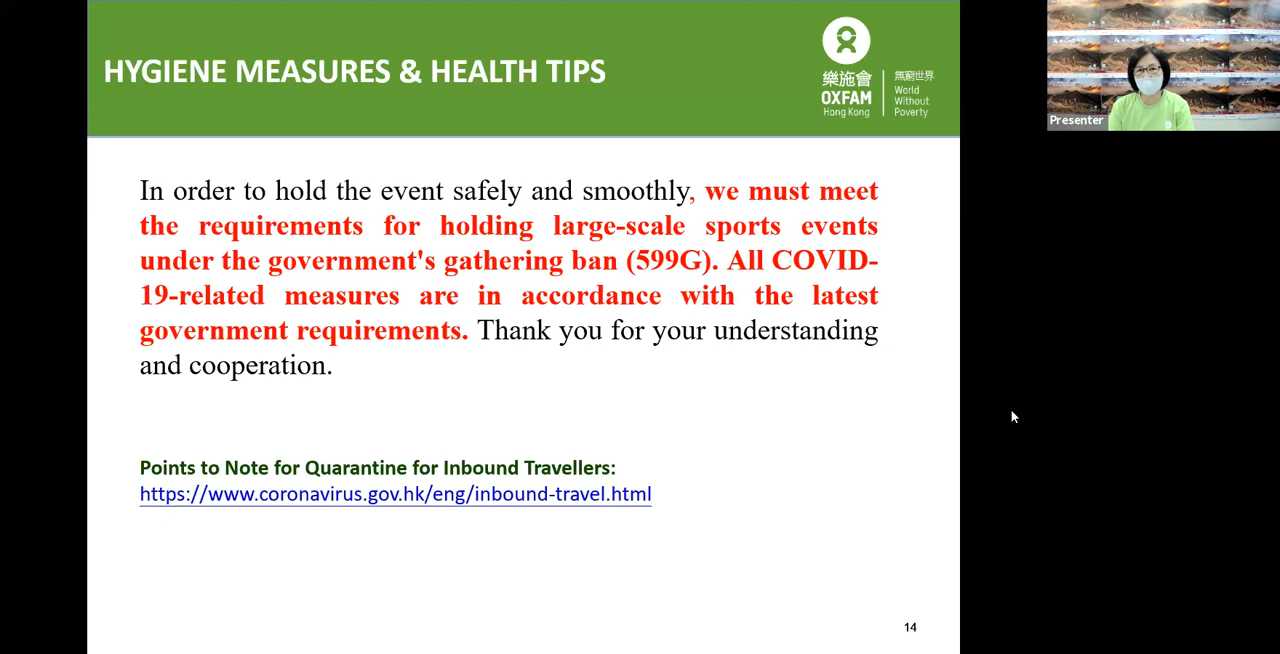 HYGIENE MEASURES & HEALTH TIPS
樂施會
OXFAM
Hong Kong
無窮世界
World
Without
Poverty
Presenter
In order to hold the event safely and smoothly, we must meet
the requirements for holding large-scale sports events
under the government's gathering ban (599G). All COVID-
19-related measures are in accordance with the latest
government requirements. Thank you for your understanding
and cooperation.
Points to Note for Quarantine for Inbound Travellers:
https://www.coronavirus.gov.hk/eng/inbound-travel.html
14